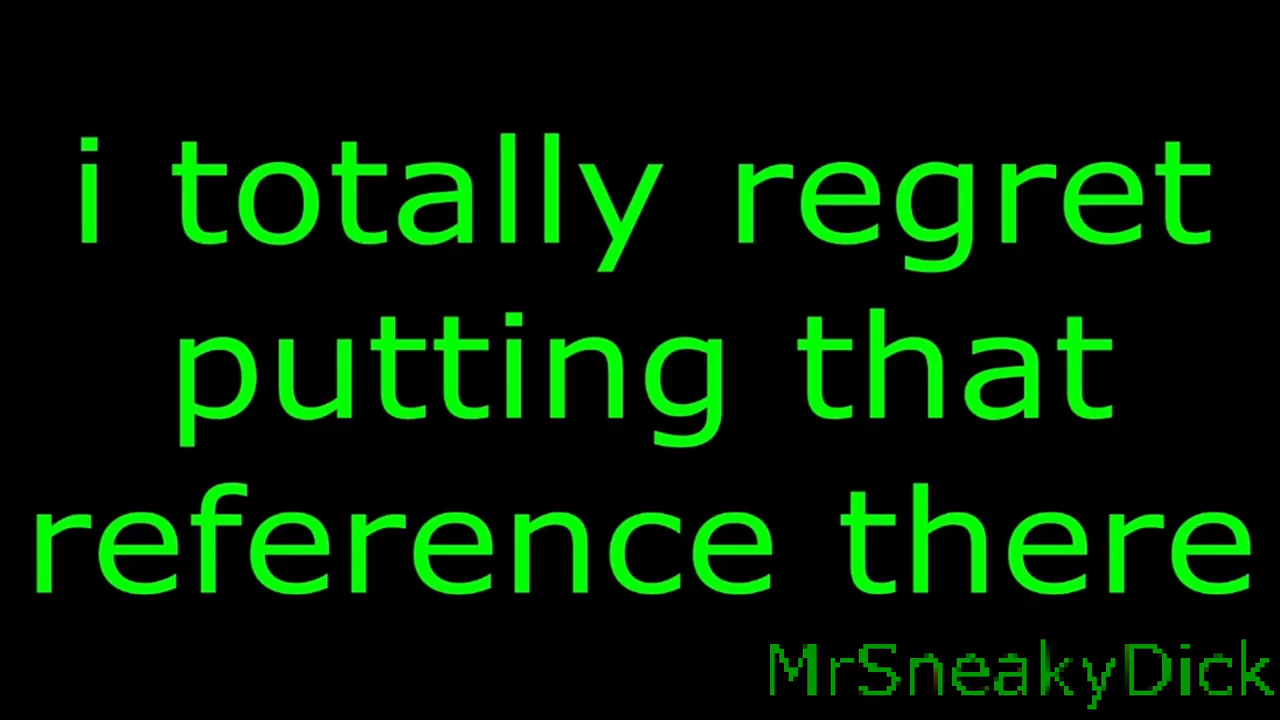 i totally regret
putting that
reference there
MrSneakyDick